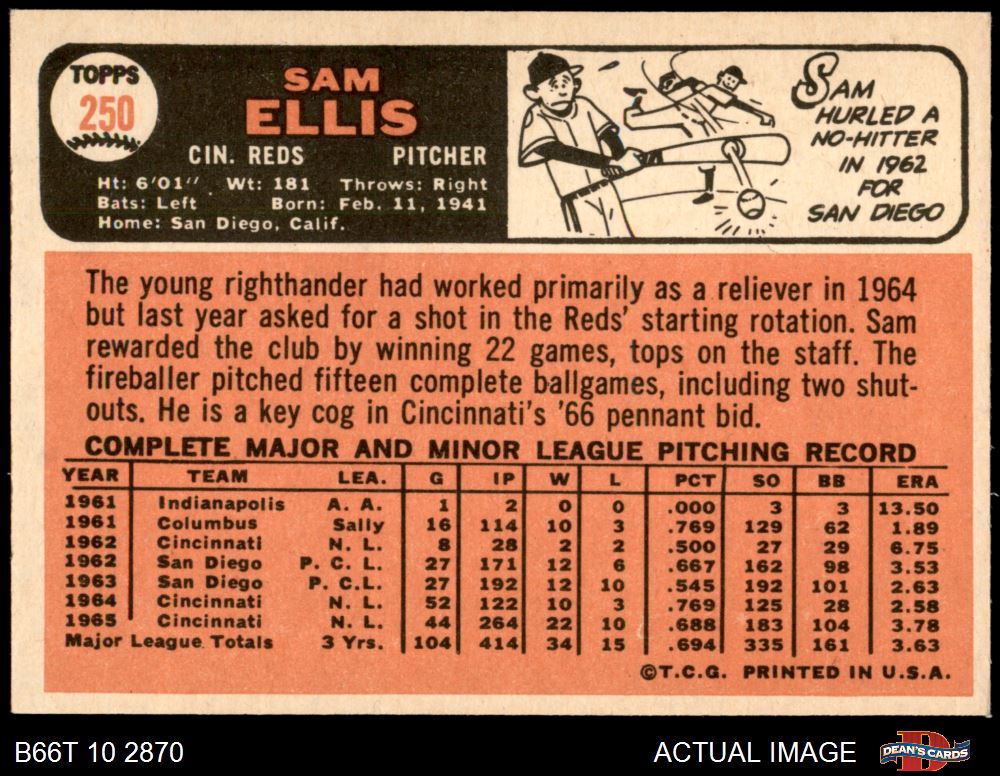 TOPPS
250
SAM
ELLIS
CIN. REDS PITCHER
Ht: 6'01" Wt: 181 Throws: Right
Bats: Left Born: Feb. 11, 1941
Home: San Diego, Calif.
SAM
HURLED A
NO-HITTER
IN 1962
FOR
SAN DIEGO
The young righthander had worked primarily as a reliever in 1964
but last year asked for a shot in the Reds' starting rotation. Sam
rewarded the club by winning 22 games, tops on the staff. The
fireballer pitched fifteen complete ballgames, including two shut-
outs. He is a key cog in Cincinnati's '66 pennant bid.
COMPLETE MAJOR AND MINOR LEAGUE PITCHING RECORD
YEAR TEAM LEA. G IP W L PCT SO BB ERA
1961 Indianapolis A. A. 1 2 0 0 .000 3 3 13.50
1961 Columbus Sally 16 114 10 3 .769 129 62 1.89
1962 Cincinnati N. L. 8 28 2 2 .500 27 29 6.75
1962 San Diego P. C. L. 27 171 12 6 .667 162 98 3.53
1963 San Diego P. C.L. 27 192 12 10 .545 192 101 2.63
1964 Cincinnati N. L. 52 122 10 3 .769 125 28 2.58
1965 Cincinnati N. L. 44 264 22 10 .688 183 104 3.78
Major League Totals 3 Yrs. 104 414 34 15 .694 335 161 3.63
©T.C.G. PRINTED IN U.S.A.
B66T 10 2870 ACTUAL IMAGE DEAN'S CARDS